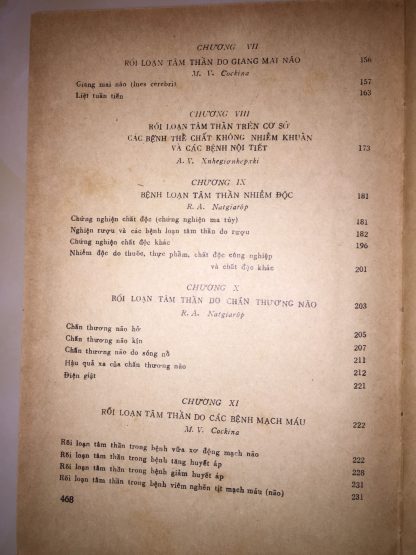 CHƯƠNG VII
RỐI LOẠN TÂM THẦN DO GIANG MAI NÃO 156
M. V. Cockina
Giang mai não (lues cerebri) 157
Liệt tuần tiến 163
CHƯƠNG VIII
RỐI LOẠN TÂM THẦN TRÊN CƠ SỞ
CÁC BỆNH THỂ CHẤT KHÔNG NHIỄM KHUẨN
VÀ CÁC BỆNH NỘI TIẾT 173
A. V. Xnhegionhepxki
CHƯƠNG IX
BỆNH LOẠN TÂM THẦN NHIỄM ĐỘC 181
R. A. Natgiarốp
Chứng nghiện chất độc (chứng nghiện ma túy) 181
Nghiện rượu và các bệnh loạn tâm thần do rượu 182
Chứng nghiện chất độc khác 196
Nhiễm độc do thuốc, thực phẩm, chất độc công nghiệp
và chất độc khác 201
CHƯƠNG X
RỐI LOẠN TÂM THẦN DO CHẤN THƯƠNG NÃO 203
R. A. Natgiarốp
Chấn thương não hở 205
Chấn thương não kín 207
Chấn thương não do sóng nổ 211
Hậu quả xa của chấn thương não 212
Điện giật 221
CHƯƠNG XI
RỐI LOẠN TÂM THẦN DO CÁC BỆNH MẠCH MÁU 222
M. V. Cockina
Rối loạn tâm thần trong bệnh vữa xơ động mạch não 222
Rối loạn tâm thần trong bệnh tăng huyết áp 228
Rối loạn tâm thần trong bệnh giảm huyết áp 231
Rối loạn tâm thần trong bệnh viêm nghẽn tịt mạch máu (não) 231
468